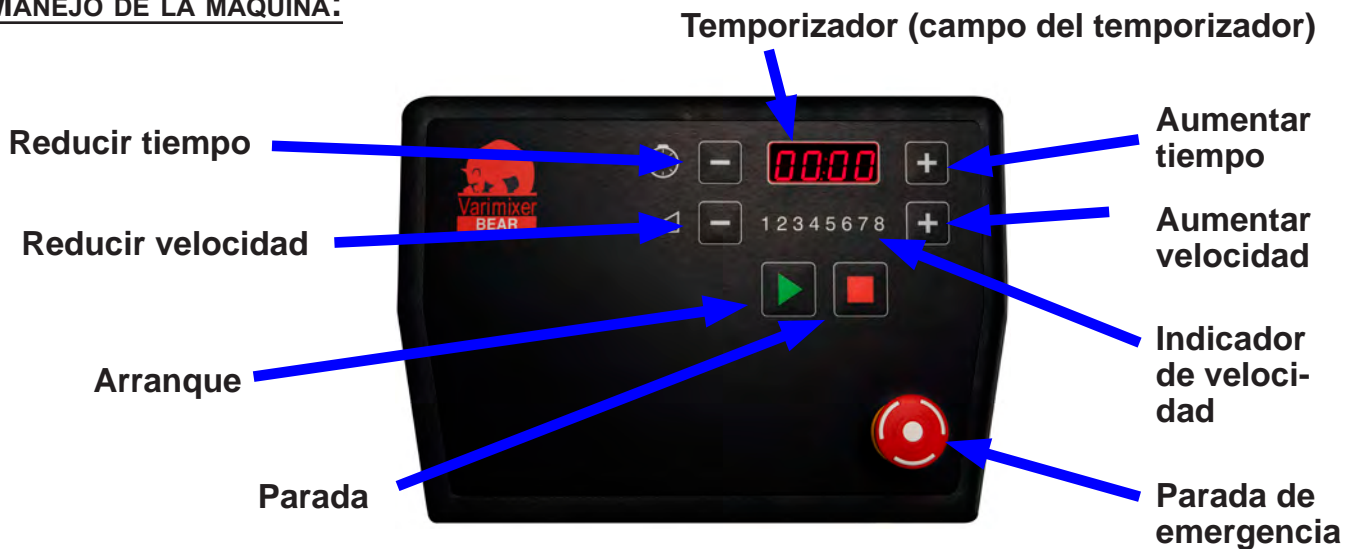 MANEJO DE LA MAQUINA:
Temporizador (campo del temporizador)
Reducir tiempo
Aumentar
tiempo
00:00
Varimixer
BEAR
Reducir velocidad
12345678
Aumentar
velocidad
Arranque
Indicador
de veloci-
dad
Parada
Parada de
emergencia